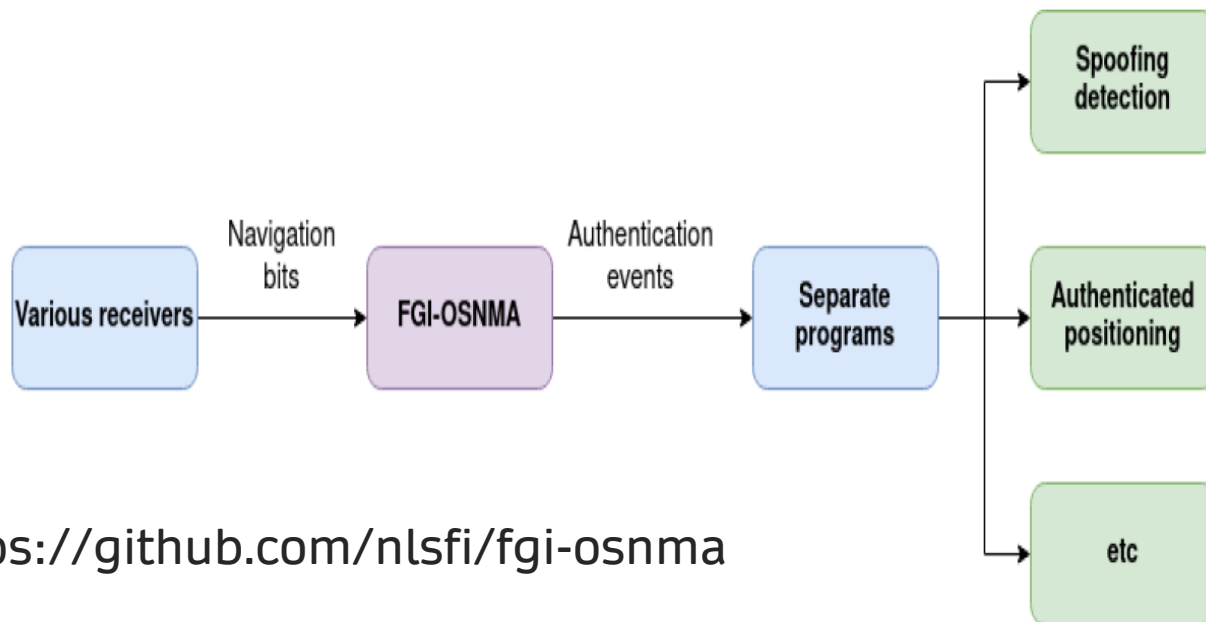 Spoofing
detection
Navigation
bits
Authentication
events
Various receivers
FGI-OSNMA
Separate
programs
Authenticated
positioning
etc
ps://github.com/nlsfi/fgi-osnma